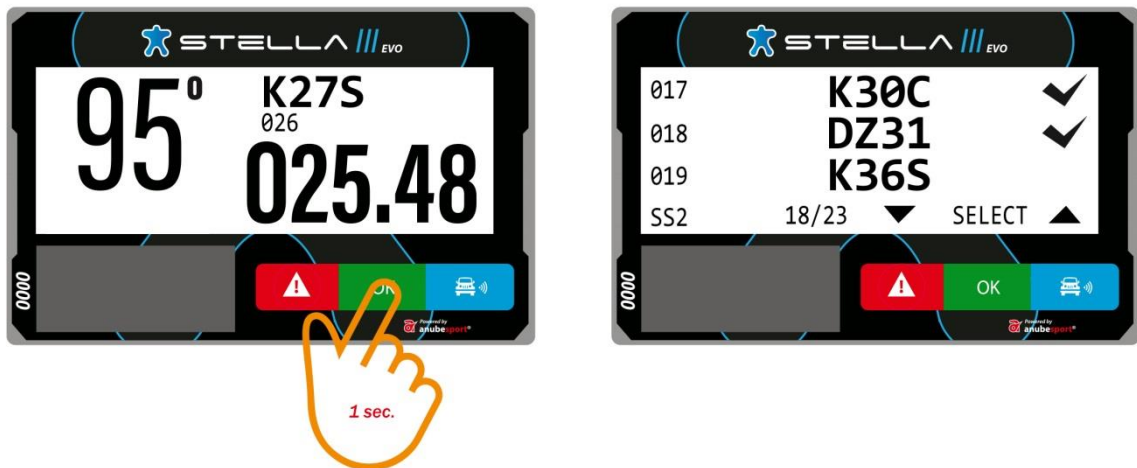 STELLA III EVO
95º
K27S
026
025.48
0000
OK
Powered by
anubesport®
1 sec.
STELLA III EVO
017 K30C
018 DZ31
019 K36S
SS2 18/23 SELECT
0000
OK
Powered by
anubesport®